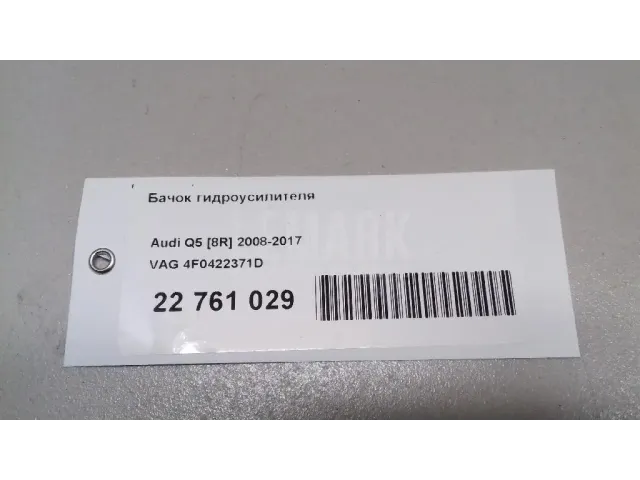 Бачок гидроусилителя
Audi Q5 [8R] 2008-2017
VAG 4F0422371D
22 761 029